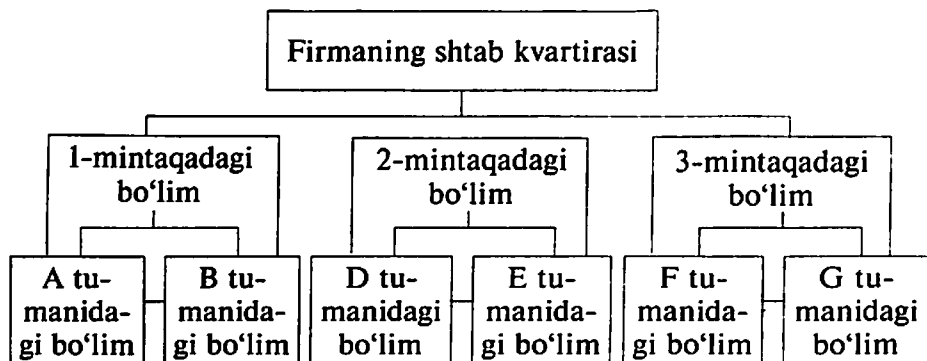 Firmaning shtab kvartirasi
1-mintaqadagi
bo‘lim
2-mintaqadagi
bo‘lim
3-mintaqadagi
bo‘lim
A tu-
manida-
gi bo‘lim
B tu-
manida-
gi bo‘lim
D tu-
manidagi
bo‘lim
E tu-
manida-
gi bo‘lim
F tu-
manida-
gi bo‘lim
G tu-
manidagi
bo‘lim